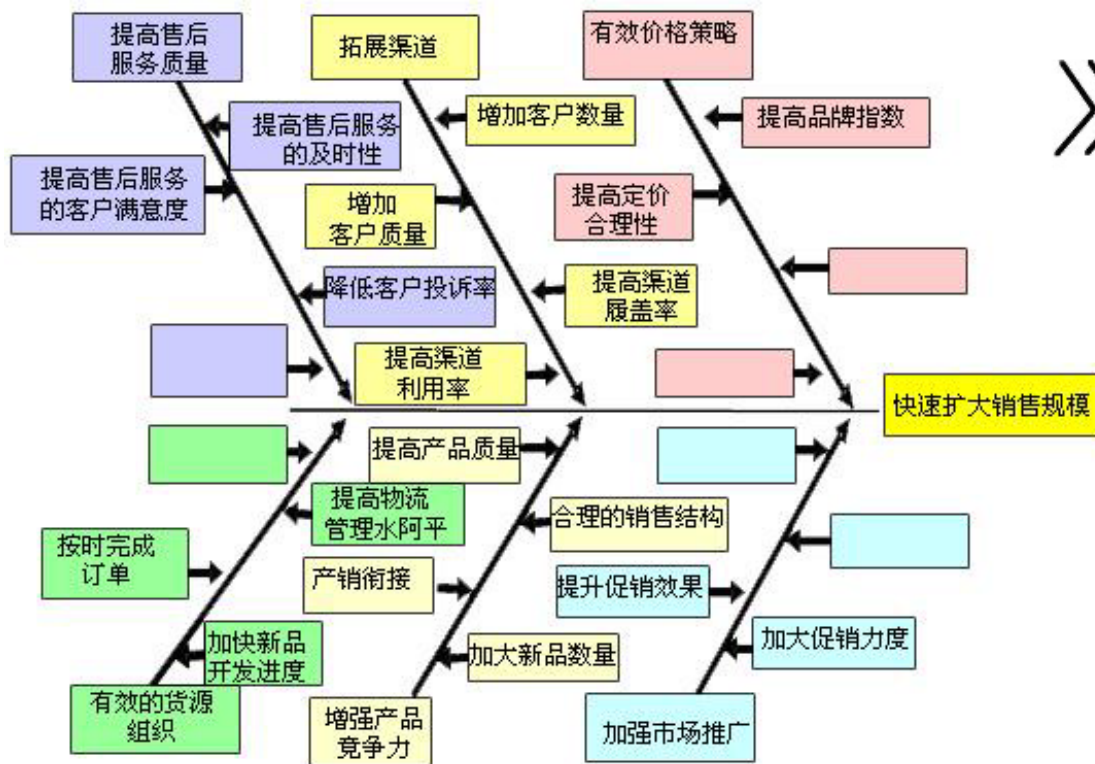 提高售后
服务质量
拓展渠道
有效价格策略
提高售后服务
的及时性
增加客户数量
提高品牌指数
提高售后服务
的客户满意度
增加
客户质量
提高定价
合理性
降低客户投诉率
提高渠道
履盖率
提高渠道
利用率
快速扩大销售规模
提高产品质量
提高物流
管理水阿平
合理的销售结构
按时完成
订单
产销衔接
提升促销效果
加快新品
开发进度
加大新品数量
加大促销力度
有效的货源
组织
增强产品
竞争力
加强市场推广